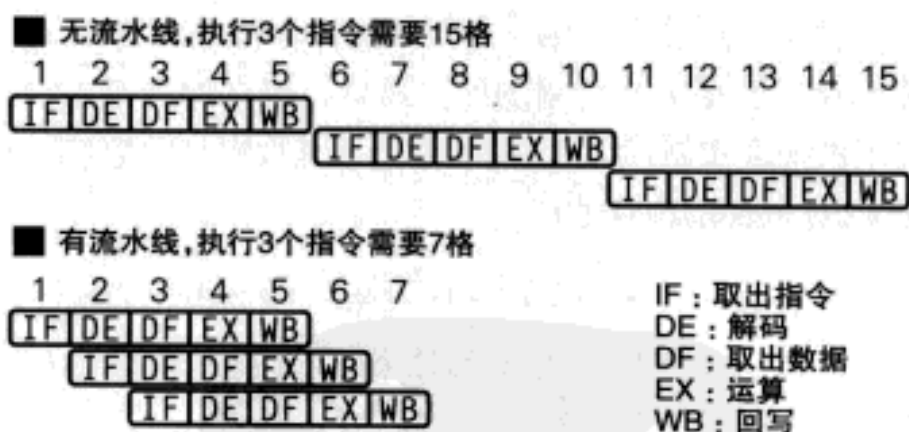 ■ 无流水线,执行3个指令需要15格
1 2 3 4 5 6 7 8 9 10 11 12 13 14 15
IF DE DF EX WB
IF DE DF EX WB
IF DE DF EX WB
■ 有流水线,执行3个指令需要7格
1 2 3 4 5 6 7
IF DE DF EX WB
IF DE DF EX WB
IF DE DF EX WB
IF:取出指令
DE:解码
DF:取出数据
EX:运算
WB:回写